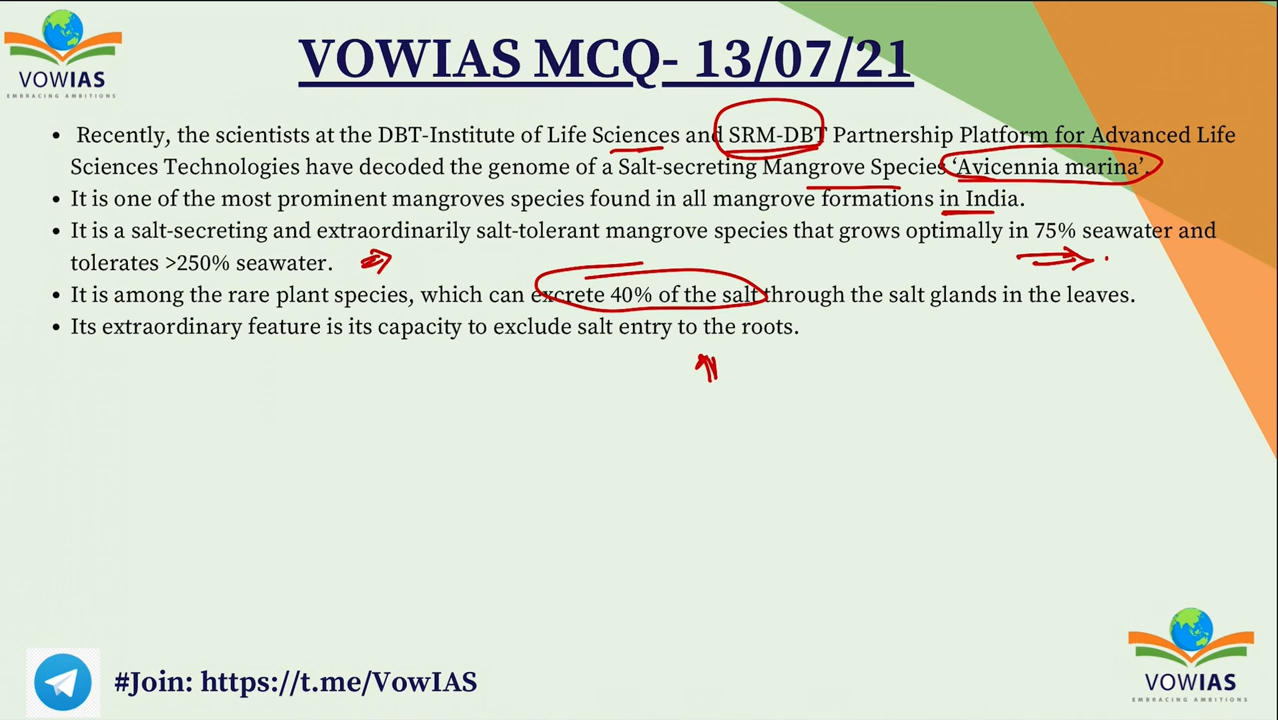 VOWIAS
EMBRACING AMBITIONS
VOWIAS MCQ- 13/07/21
• Recently, the scientists at the DBT-Institute of Life Sciences and SRM-DBT Partnership Platform for Advanced Life
Sciences Technologies have decoded the genome of a Salt-secreting Mangrove Species ‘Avicennia marina’.
• It is one of the most prominent mangroves species found in all mangrove formations in India.
• It is a salt-secreting and extraordinarily salt-tolerant mangrove species that grows optimally in 75% seawater and
tolerates >250% seawater.
• It is among the rare plant species, which can excrete 40% of the salt through the salt glands in the leaves.
• Its extraordinary feature is its capacity to exclude salt entry to the roots.
#Join: https://t.me/VowIAS
VOWIAS
EMBRACING AMBITIONS